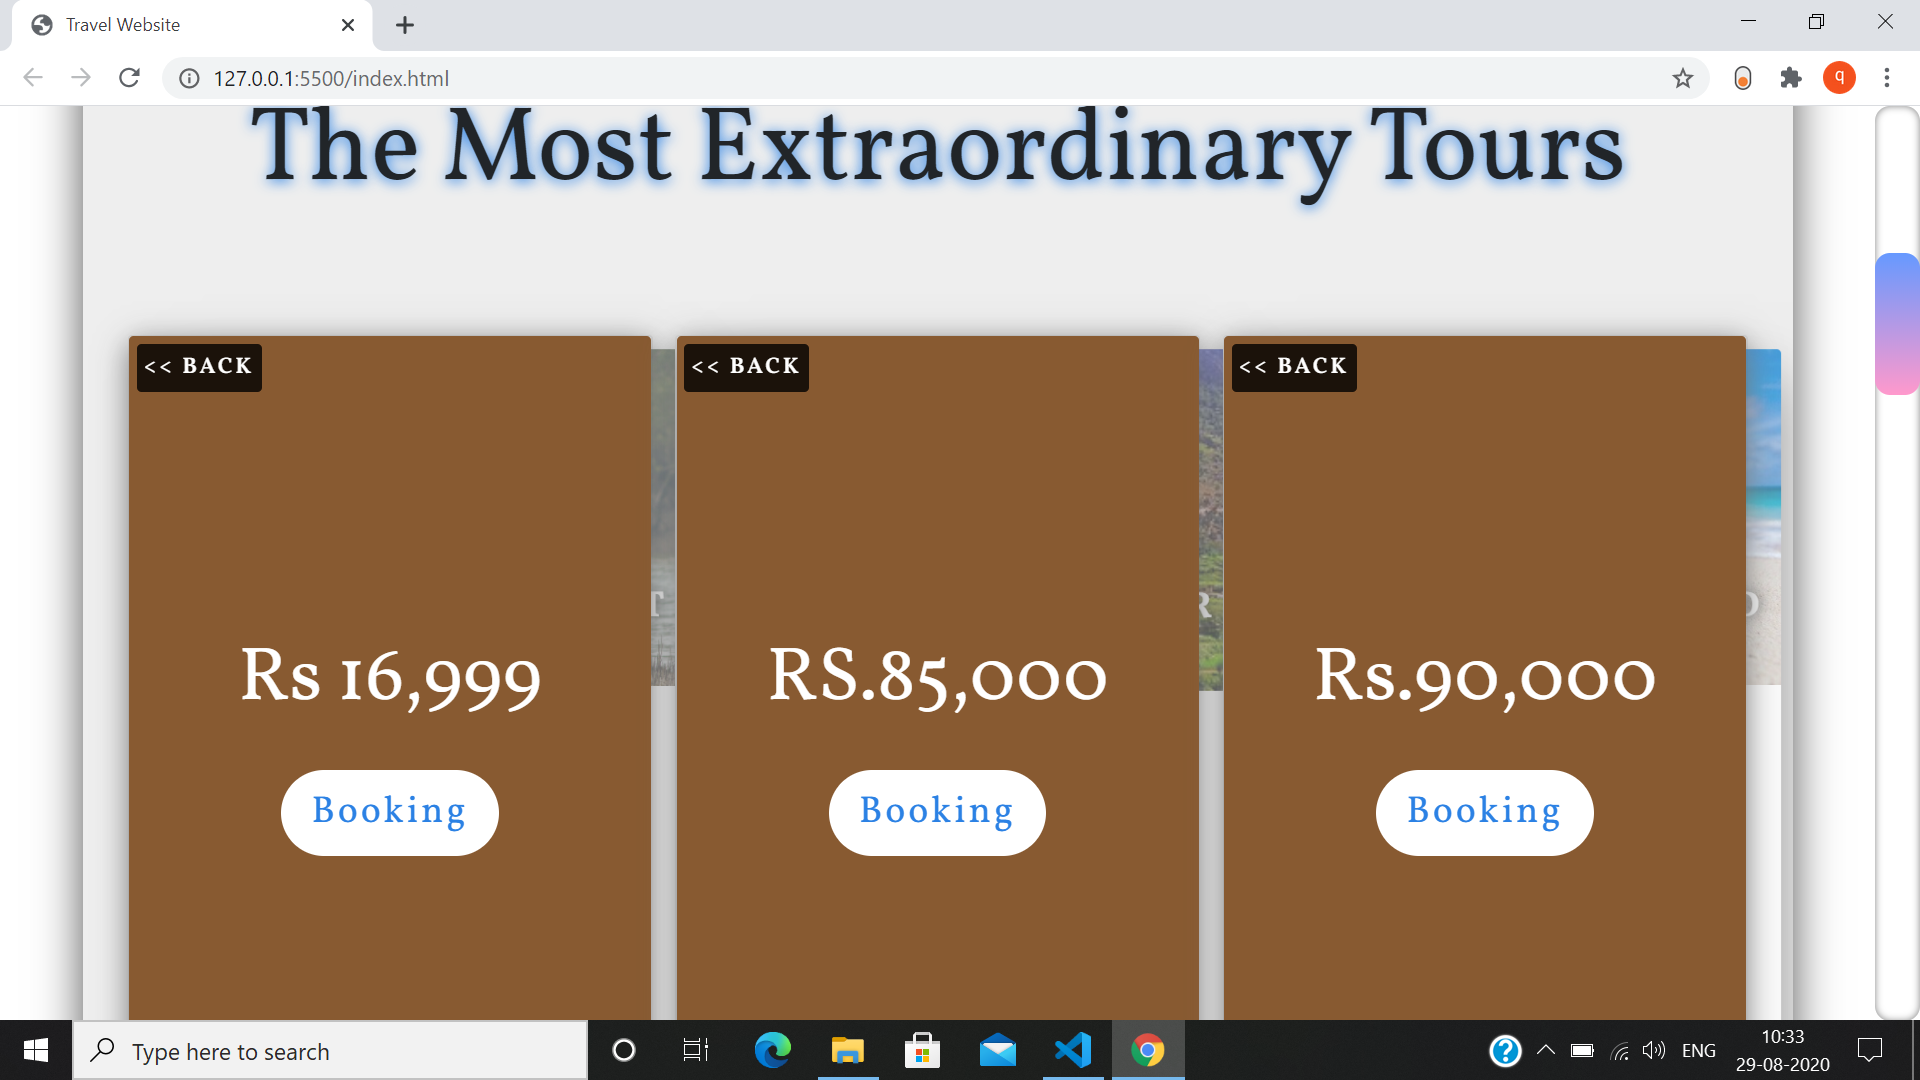 Travel Website
127.0.0.1:5500/index.html
q
The Most Extraordinary Tours
<< BACK
<< BACK
<< BACK
T
R
D
Rs 16,999
RS.85,000
Rs.90,000
Booking
Booking
Booking
Type here to search
ENG
10:33
29-08-2020